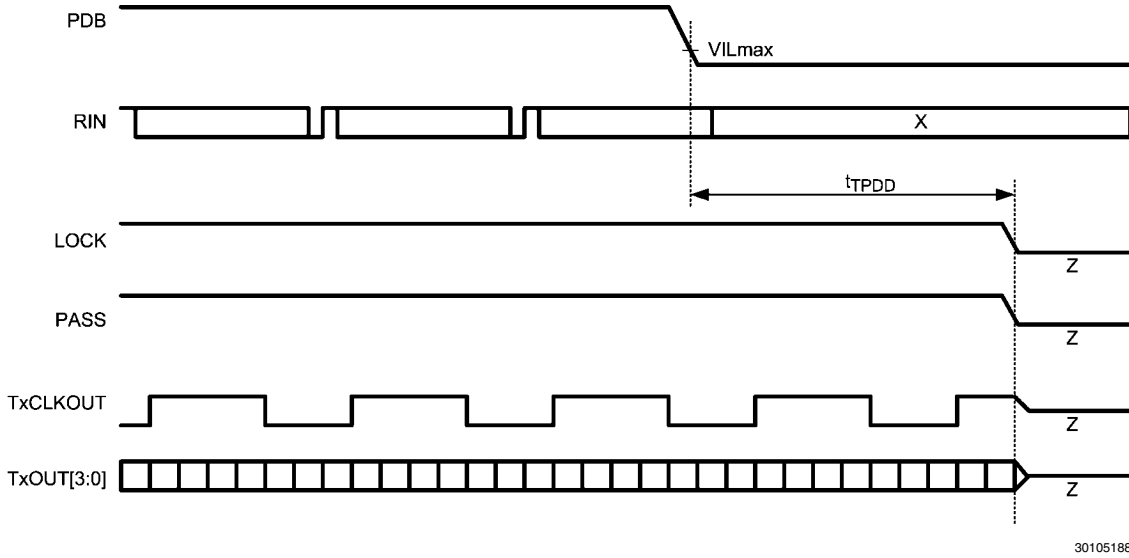 PDB
VILmax
RIN
X
tTPDD
LOCK
Z
PASS
Z
TxCLKOUT
Z
TxOUT[3:0]
Z
30105188